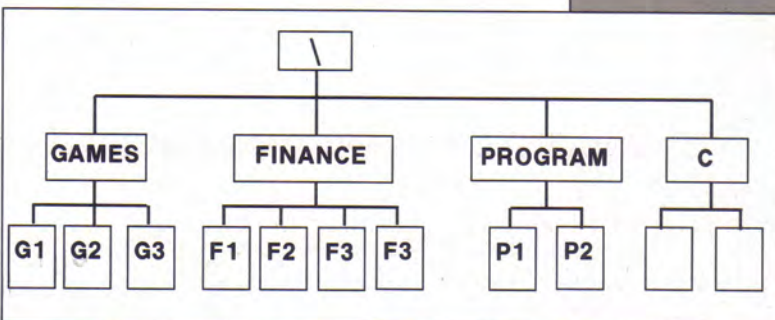 \
GAMES FINANCE PROGRAM C
G1 G2 G3 F1 F2 F3 F3 P1 P2